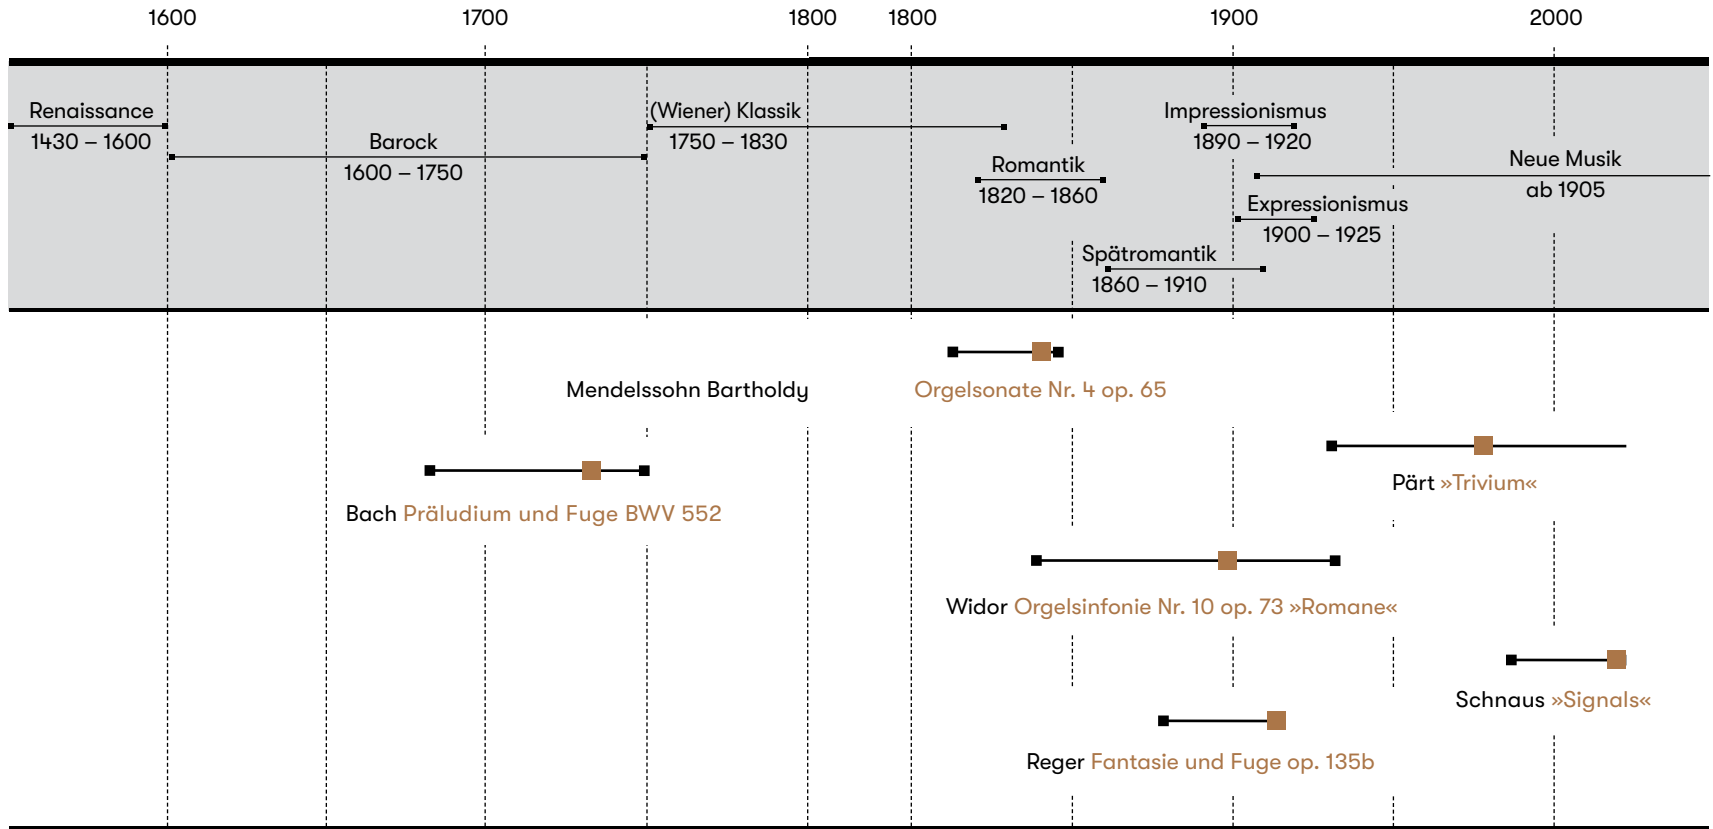 1600 1700 1800 1800 1900 2000
Renaissance
1430 – 1600
Barock
1600 – 1750
(Wiener) Klassik
1750 – 1830
Romantik
1820 – 1860
Spätromantik
1860 – 1910
Impressionismus
1890 – 1920
Expressionismus
1900 – 1925
Neue Musik
ab 1905
Mendelssohn Bartholdy Orgelsonate Nr. 4 op. 65
Pärt »Trivium«
Bach Präludium und Fuge BWV 552
Widor Orgelsinfonie Nr. 10 op. 73 »Romane«
Schnaus »Signals«
Reger Fantasie und Fuge op. 135b